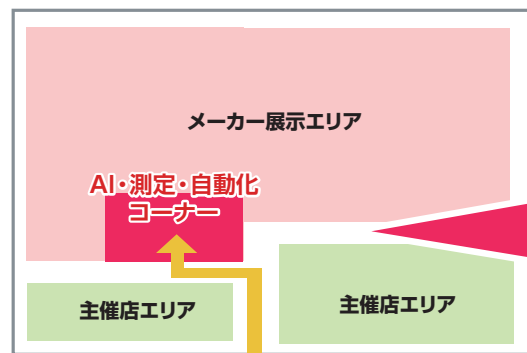 メーカー展示エリア
AI・測定・自動化
コーナー
主催店エリア
主催店エリア